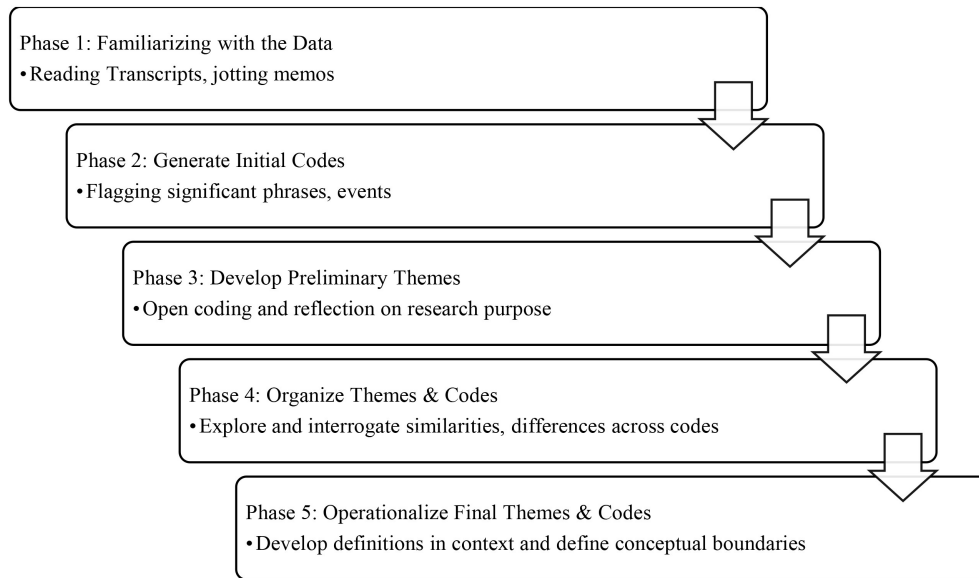 Phase 1: Familiarizing with the Data
•Reading Transcripts, jotting memos
Phase 2: Generate Initial Codes
•Flagging significant phrases, events
Phase 3: Develop Preliminary Themes
•Open coding and reflection on research purpose
Phase 4: Organize Themes & Codes
•Explore and interrogate similarities, differences across codes
Phase 5: Operationalize Final Themes & Codes
•Develop definitions in context and define conceptual boundaries